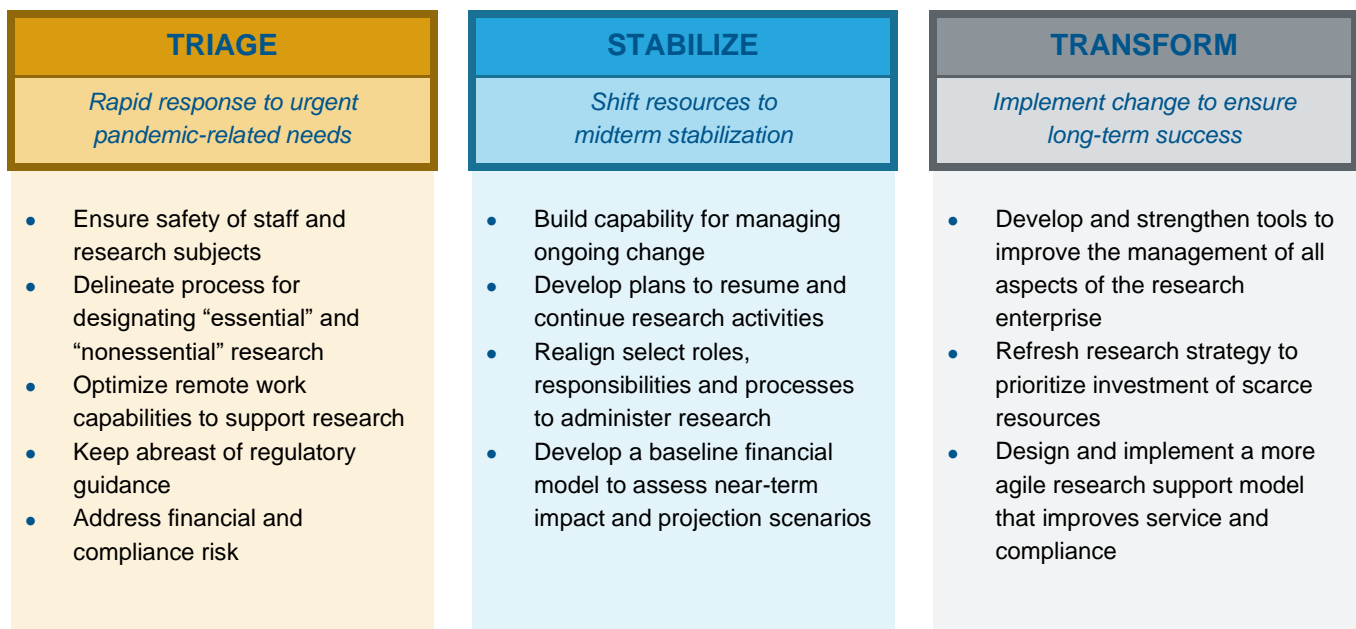 TRIAGE
Rapid response to urgent
pandemic-related needs
• Ensure safety of staff and
research subjects
• Delineate process for
designating “essential” and
“nonessential” research
• Optimize remote work
capabilities to support research
• Keep abreast of regulatory
guidance
• Address financial and
compliance risk
STABILIZE
Shift resources to
midterm stabilization
• Build capability for managing
ongoing change
• Develop plans to resume and
continue research activities
• Realign select roles,
responsibilities and processes
to administer research
• Develop a baseline financial
model to assess near-term
impact and projection scenarios
TRANSFORM
Implement change to ensure
long-term success
• Develop and strengthen tools to
improve the management of all
aspects of the research
enterprise
• Refresh research strategy to
prioritize investment of scarce
resources
• Design and implement a more
agile research support model
that improves service and
compliance